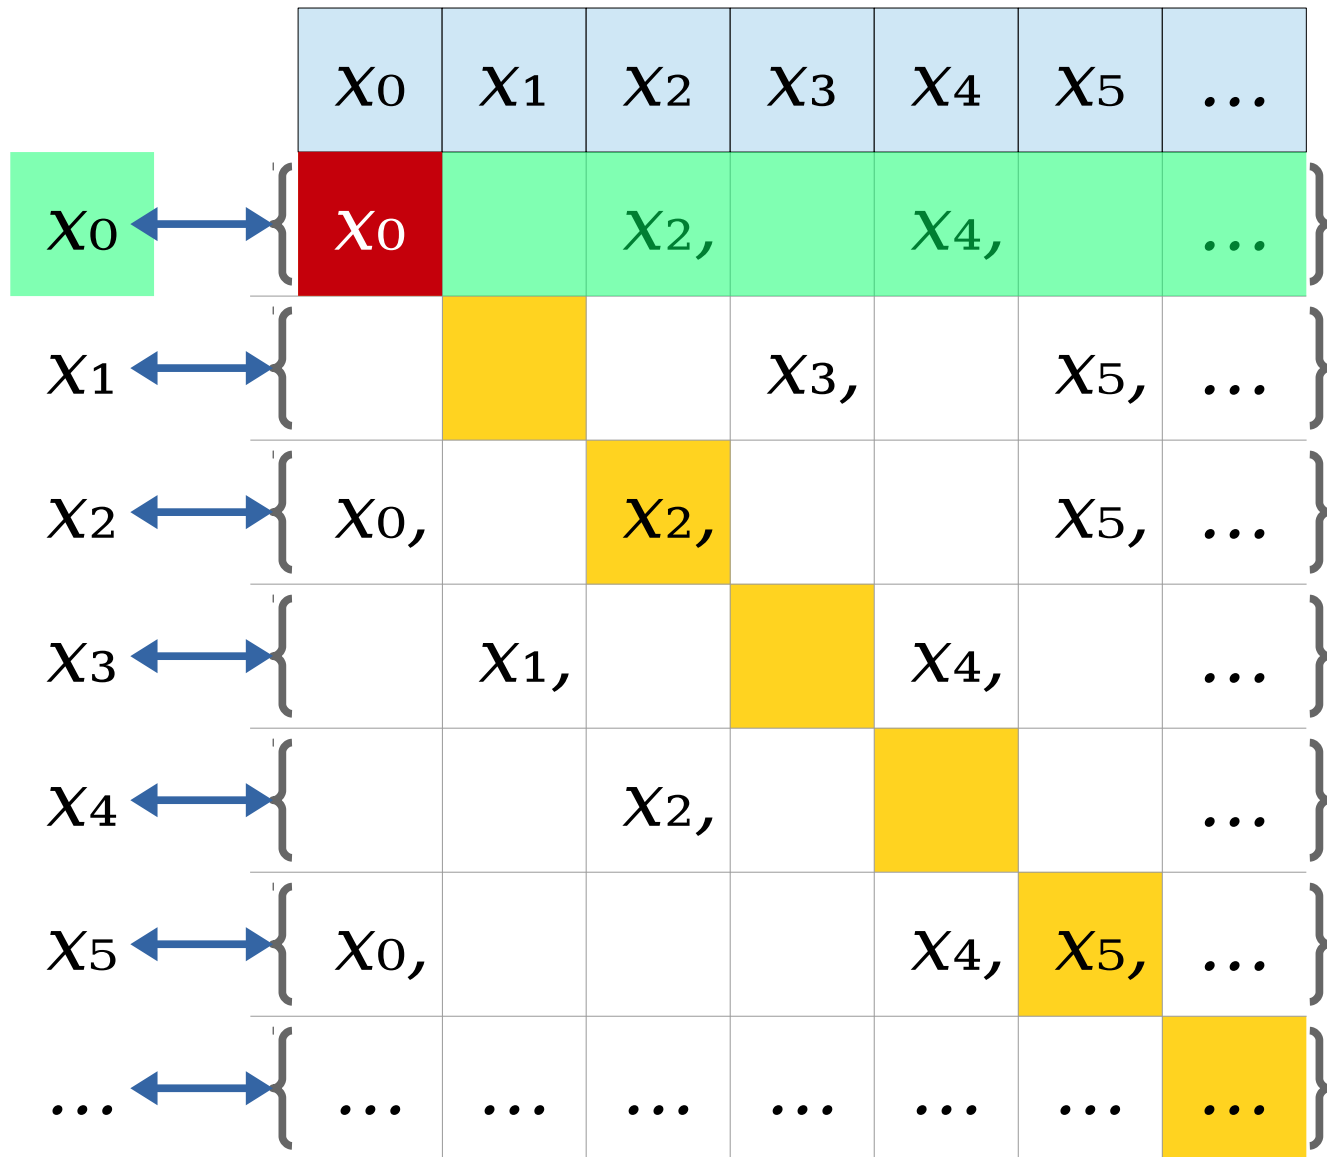 x₀ x₁ x₂ x₃ x₄ x₅ ...
x₀ { x₀ x₂, x₄, ... }
x₁ { x₃, x₅, ... }
x₂ { x₀, x₂, x₅, ... }
x₃ { x₁, x₄, ... }
x₄ { x₂, ... }
x₅ { x₀, x₄, x₅, ... }
... { ... ... ... ... ... ... ... }